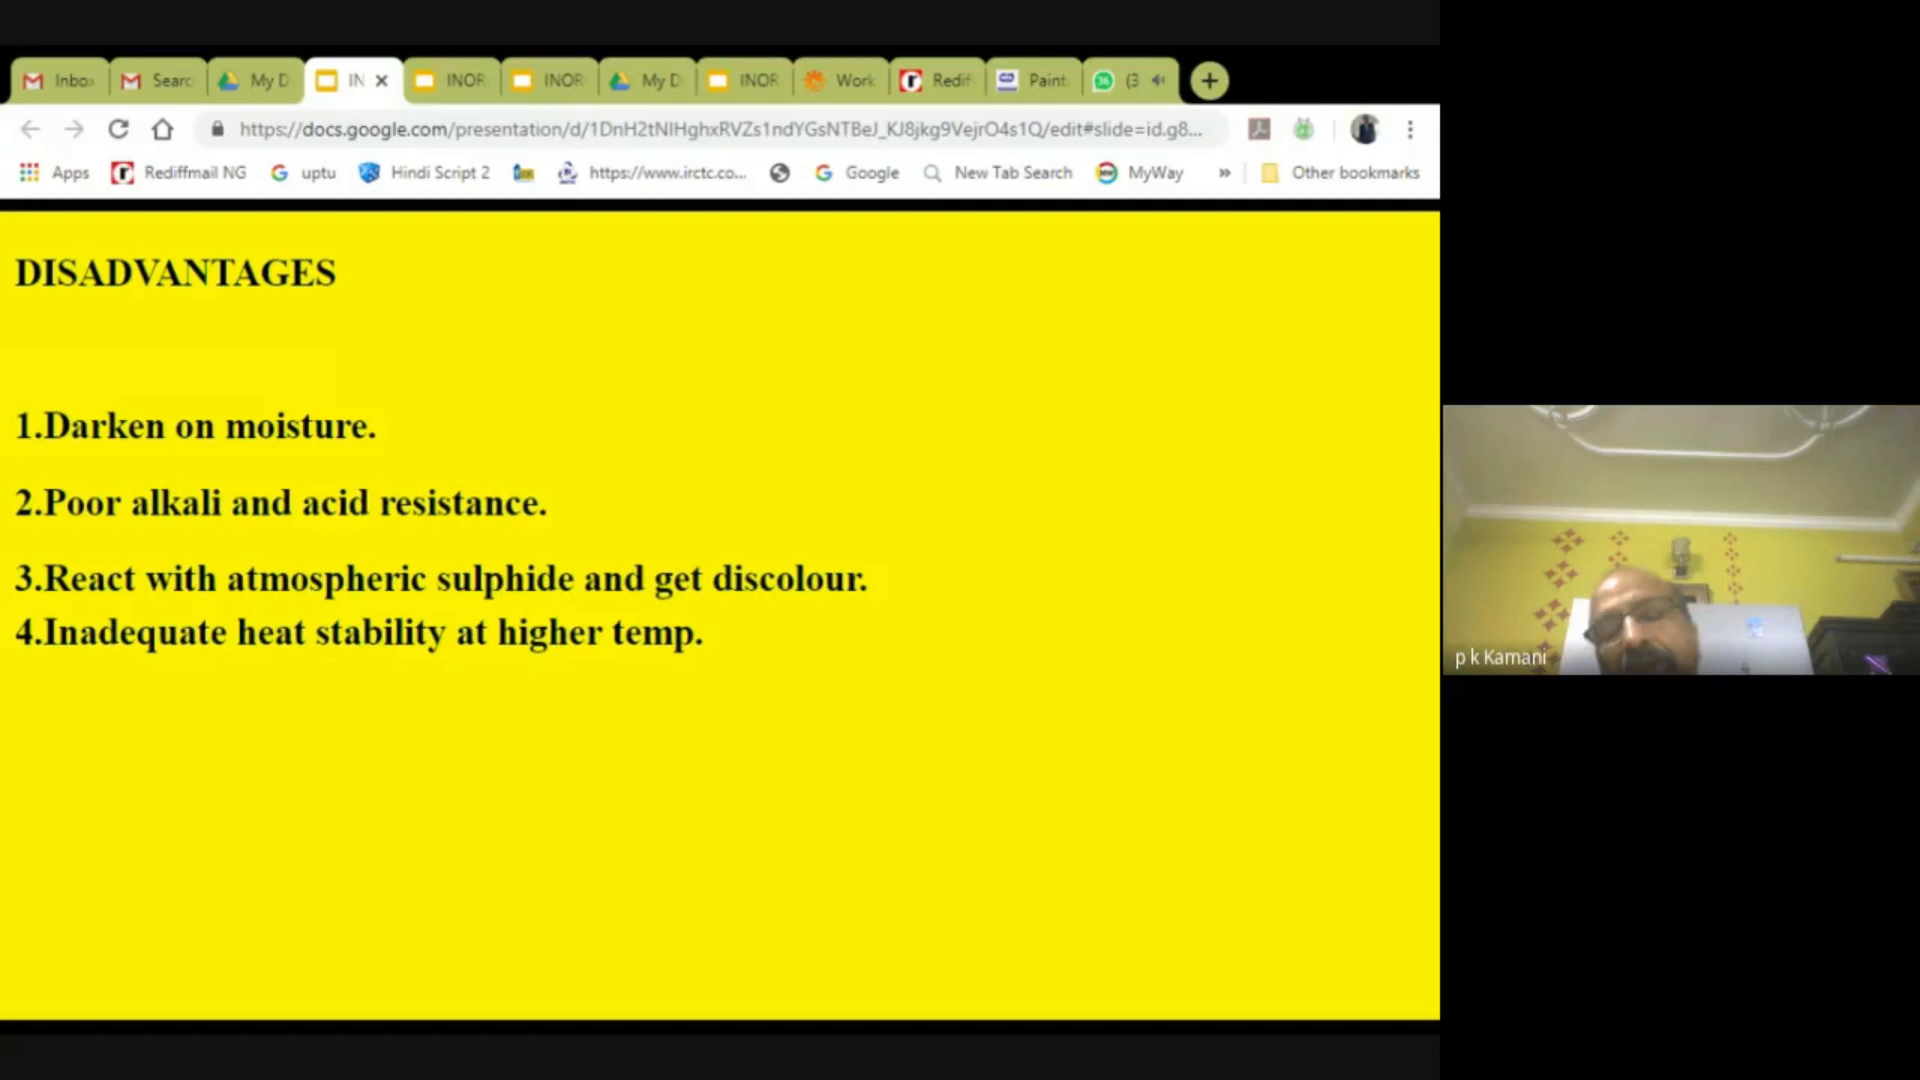 Inbox
Searc
My D
IN
INOR
INOR
My D
INOR
Work
Redif
Paint
(3
https://docs.google.com/presentation/d/1DnH2tNIHghxRVZs1ndYGsNTBeJ_KJ8jkg9VejrO4s1Q/edit#slide=id.g8...
Apps
Rediffmail NG
uptu
Hindi Script 2
https://www.irctc.co...
Google
New Tab Search
MyWay
»
Other bookmarks
DISADVANTAGES
1.Darken on moisture.
2.Poor alkali and acid resistance.
3.React with atmospheric sulphide and get discolour.
4.Inadequate heat stability at higher temp.
p k Kamani